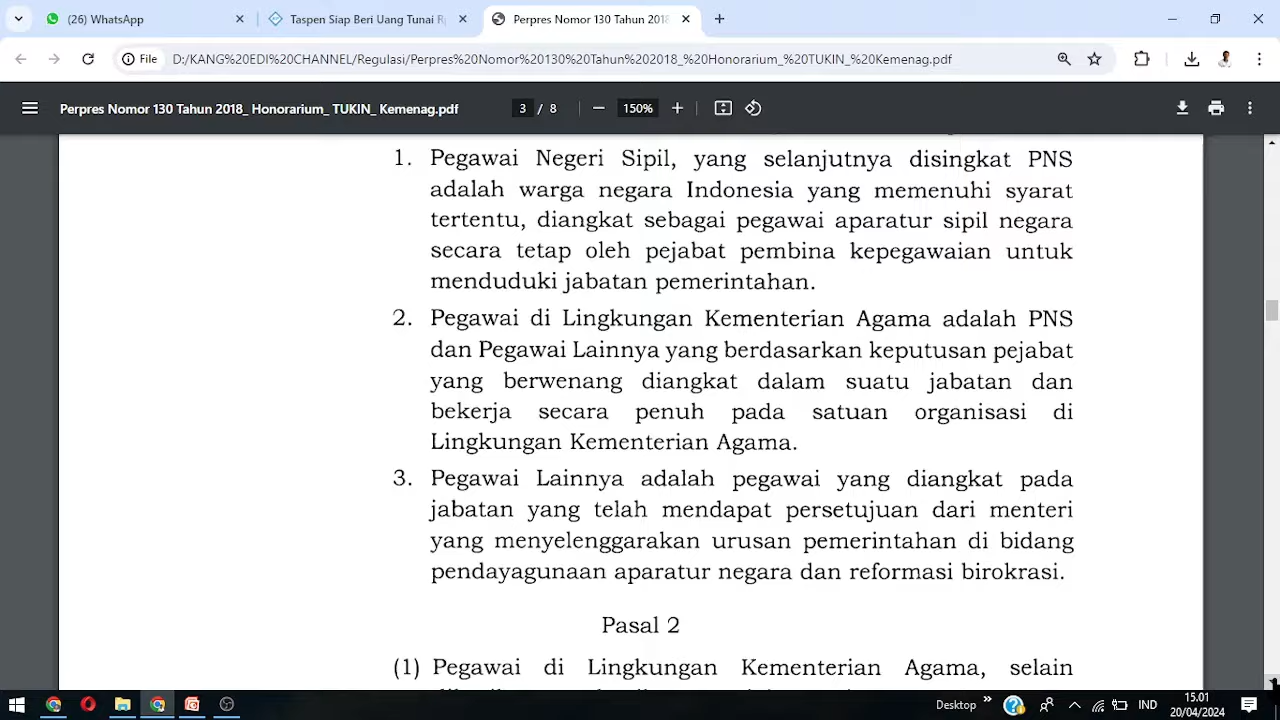 (26) WhatsApp
Taspen Siap Beri Uang Tunai
Perpres Nomor 130 Tahun 2018
File
D:/KANG%20EDI%20CHANNEL/Regulasi/Perpres%20Nomor%20130%20Tahun%202018_%20Honorarium_%20TUKIN_%20Kemenag.pdf
Perpres Nomor 130 Tahun 2018_ Honorarium_ TUKIN_ Kemenag.pdf
3 / 8
150%
1. Pegawai Negeri Sipil, yang selanjutnya disingkat PNS
adalah warga negara Indonesia yang memenuhi syarat
tertentu, diangkat sebagai pegawai aparatur sipil negara
secara tetap oleh pejabat pembina kepegawaian untuk
menduduki jabatan pemerintahan.
2. Pegawai di Lingkungan Kementerian Agama adalah PNS
dan Pegawai Lainnya yang berdasarkan keputusan pejabat
yang berwenang diangkat dalam suatu jabatan dan
bekerja secara penuh pada satuan organisasi di
Lingkungan Kementerian Agama.
3. Pegawai Lainnya adalah pegawai yang diangkat pada
jabatan yang telah mendapat persetujuan dari menteri
yang menyelenggarakan urusan pemerintahan di bidang
pendayagunaan aparatur negara dan reformasi birokrasi.
Pasal 2
(1) Pegawai di Lingkungan Kementerian Agama, selain
Desktop
IND
15.01
20/04/2024